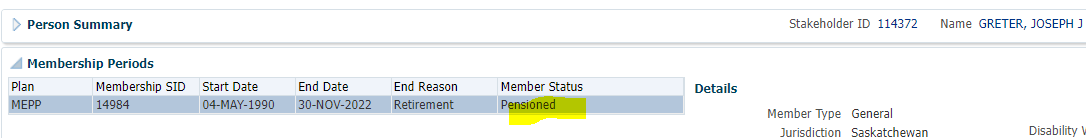 Person Summary Stakeholder ID 114372 Name GRETER, JOSEPH J
Membership Periods
Plan Membership SID Start Date End Date End Reason Member Status
MEPP 14984 04-MAY-1990 30-NOV-2022 Retirement Pensioned
Details
Member Type General
Jurisdiction Saskatchewan
Disability